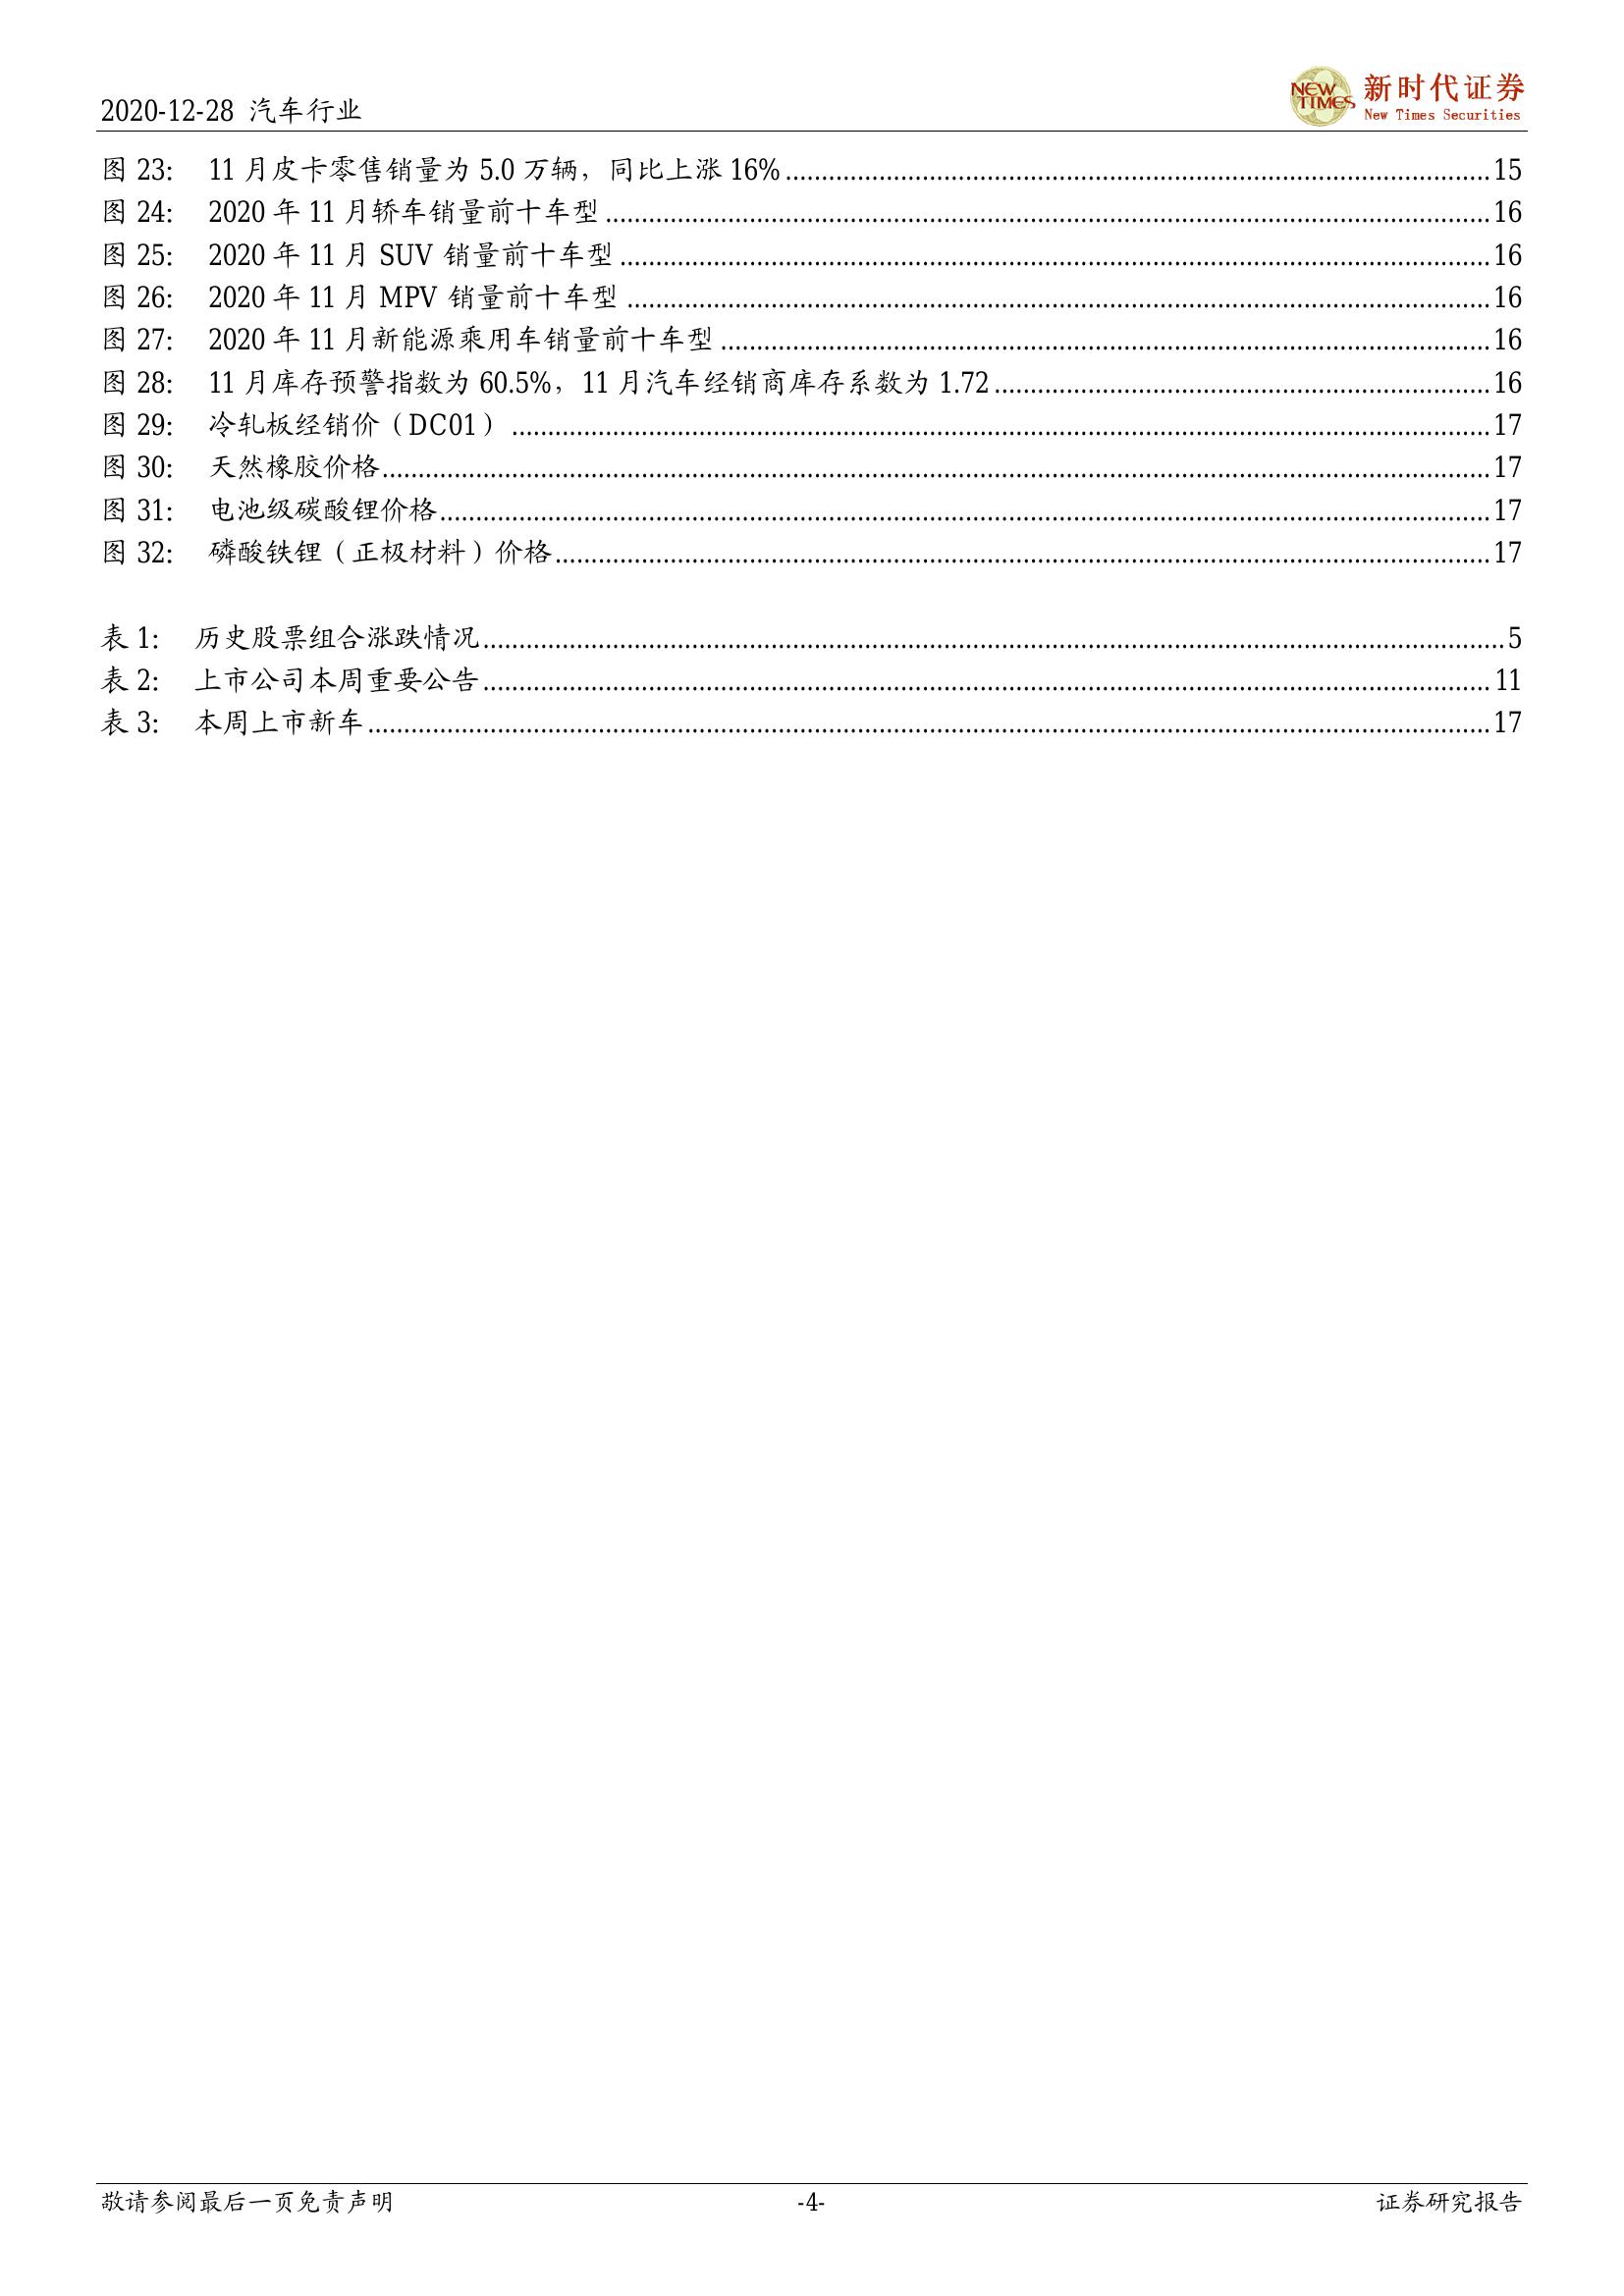 2020-12-28 汽车行业
NEW TIMES 新时代证券
New Times Securities
图 23: 11 月皮卡零售销量为 5.0 万辆，同比上涨 16%........15
图 24: 2020 年 11 月轿车销量前十车型........16
图 25: 2020 年 11 月 SUV 销量前十车型........16
图 26: 2020 年 11 月 MPV 销量前十车型........16
图 27: 2020 年 11 月新能源乘用车销量前十车型........16
图 28: 11 月库存预警指数为 60.5%，11 月汽车经销商库存系数为 1.72........16
图 29: 冷轧板经销价（DC01）........17
图 30: 天然橡胶价格........17
图 31: 电池级碳酸锂价格........17
图 32: 磷酸铁锂（正极材料）价格........17
表 1: 历史股票组合涨跌情况........5
表 2: 上市公司本周重要公告........11
表 3: 本周上市新车........17
敬请参阅最后一页免责声明 -4- 证券研究报告